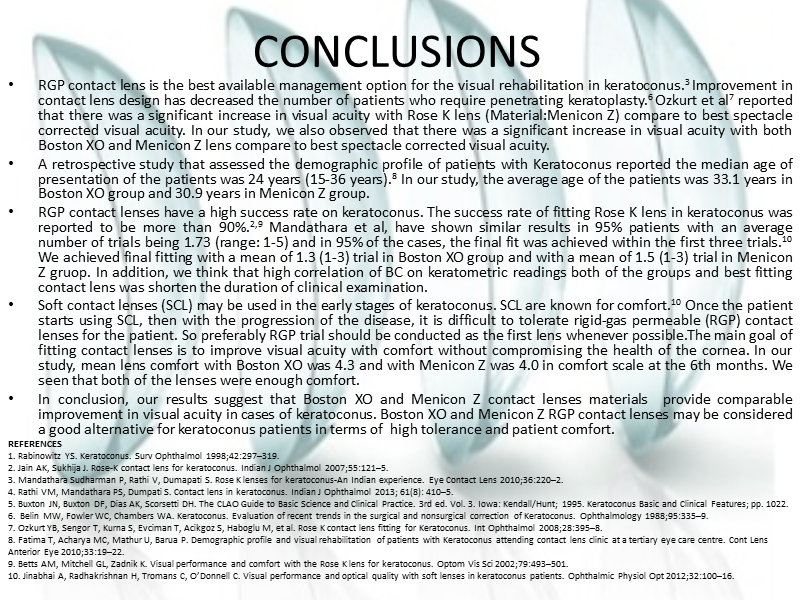 CONCLUSIONS
• RGP contact lens is the best available management option for the visual rehabilitation in keratoconus.³ Improvement in
contact lens design has decreased the number of patients who require penetrating keratoplasty.⁶ Ozkurt et al⁷ reported
that there was a significant increase in visual acuity with Rose K lens (Material:Menicon Z) compare to best spectacle
corrected visual acuity. In our study, we also observed that there was a significant increase in visual acuity with both
Boston XO and Menicon Z lens compare to best spectacle corrected visual acuity.
• A retrospective study that assessed the demographic profile of patients with Keratoconus reported the median age of
presentation of the patients was 24 years (15-36 years).⁸ In our study, the average age of the patients was 33.1 years in
Boston XO group and 30.9 years in Menicon Z group.
• RGP contact lenses have a high success rate on keratoconus. The success rate of fitting Rose K lens in keratoconus was
reported to be more than 90%.²,⁹ Mandathara et al, have shown similar results in 95% patients with an average
number of trials being 1.73 (range: 1-5) and in 95% of the cases, the final fit was achieved within the first three trials.¹⁰
We achieved final fitting with a mean of 1.3 (1-3) trial in Boston XO group and with a mean of 1.5 (1-3) trial in Menicon
Z gruop. In addition, we think that high correlation of BC on keratometric readings both of the groups and best fitting
contact lens was shorten the duration of clinical examination.
• Soft contact lenses (SCL) may be used in the early stages of keratoconus. SCL are known for comfort.¹⁰ Once the patient
starts using SCL, then with the progression of the disease, it is difficult to tolerate rigid-gas permeable (RGP) contact
lenses for the patient. So preferably RGP trial should be conducted as the first lens whenever possible.The main goal of
fitting contact lenses is to improve visual acuity with comfort without compromising the health of the cornea. In our
study, mean lens comfort with Boston XO was 4.3 and with Menicon Z was 4.0 in comfort scale at the 6th months. We
seen that both of the lenses were enough comfort.
• In conclusion, our results suggest that Boston XO and Menicon Z contact lenses materials provide comparable
improvement in visual acuity in cases of keratoconus. Boston XO and Menicon Z RGP contact lenses may be considered
a good alternative for keratoconus patients in terms of high tolerance and patient comfort.
REFERENCES
1. Rabinowitz YS. Keratoconus. Surv Ophthalmol 1998;42:297–319.
2. Jain AK, Sukhija J. Rose-K contact lens for keratoconus. Indian J Ophthalmol 2007;55:121–5.
3. Mandathara Sudharman P, Rathi V, Dumapati S. Rose K lenses for keratoconus-An Indian experience. Eye Contact Lens 2010;36:220–2.
4. Rathi VM, Mandathara PS, Dumpati S. Contact lens in keratoconus. Indian J Ophthalmol 2013; 61(8): 410–5.
5. Buxton JN, Buxton DF, Dias AK, Scorsetti DH. The CLAO Guide to Basic Science and Clinical Practice. 3rd ed. Vol. 3. Iowa: Kendall/Hunt; 1995. Keratoconus Basic and Clinical Features; pp. 1022.
6. Belin MW, Fowler WC, Chambers WA. Keratoconus. Evaluation of recent trends in the surgical and nonsurgical correction of Keratoconus. Ophthalmology 1988;95:335–9.
7. Ozkurt YB, Sengor T, Kurna S, Evciman T, Acikgoz S, Haboglu M, et al. Rose K contact lens fitting for Keratoconus. Int Ophthalmol 2008;28:395–8.
8. Fatima T, Acharya MC, Mathur U, Barua P. Demographic profile and visual rehabilitation of patients with Keratoconus attending contact lens clinic at a tertiary eye care centre. Cont Lens
Anterior Eye 2010;33:19–22.
9. Betts AM, Mitchell GL, Zadnik K. Visual performance and comfort with the Rose K lens for keratoconus. Optom Vis Sci 2002;79:493–501.
10. Jinabhai A, Radhakrishnan H, Tromans C, O’Donnell C. Visual performance and optical quality with soft lenses in keratoconus patients. Ophthalmic Physiol Opt 2012;32:100–16.